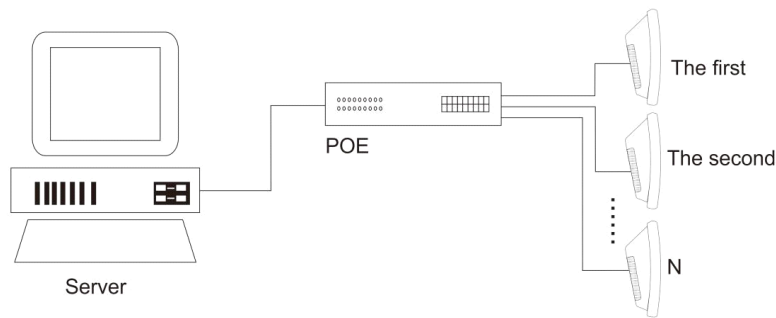 The first
POE
The second
N
Server